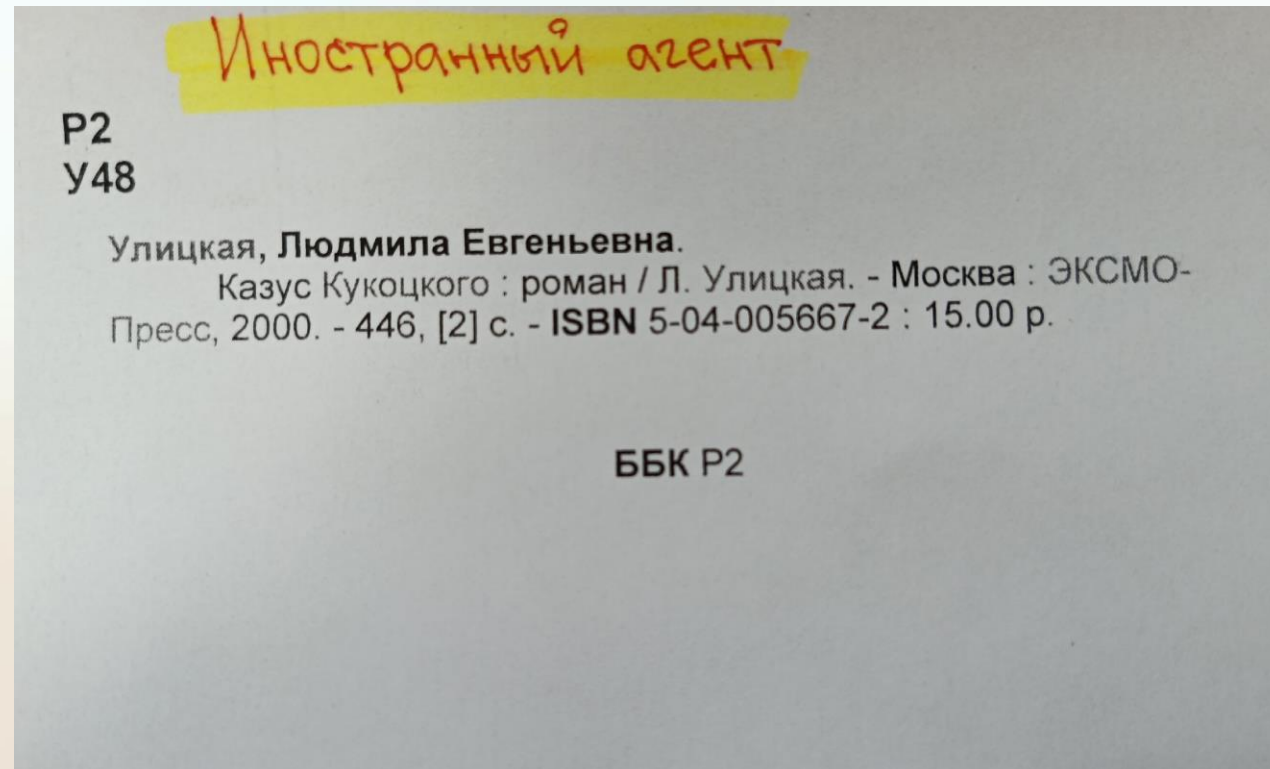 Иностранный агент
Р2
У48
Улицкая, Людмила Евгеньевна.
Казус Кукоцкого : роман / Л. Улицкая. - Москва : ЭКСМО-
Пресс, 2000. - 446, [2] с. - ISBN 5-04-005667-2 : 15.00 р.
ББК Р2